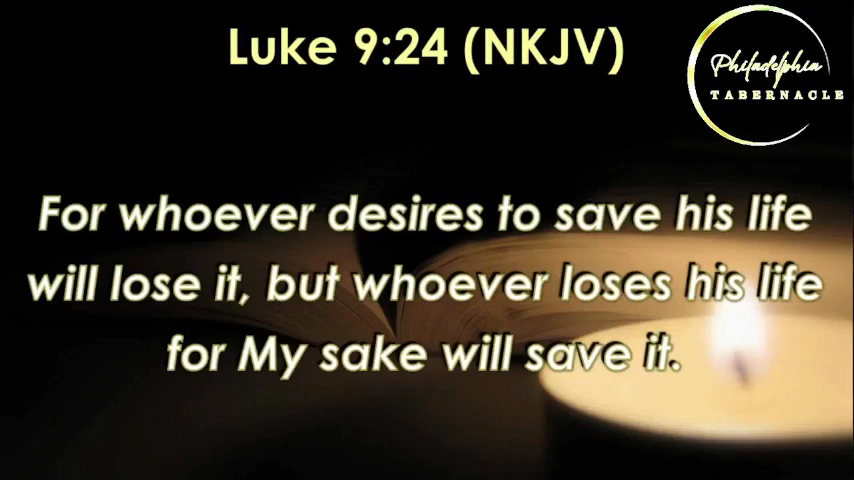 Luke 9:24 (NKJV)
Philadelphia
TABERNACLE
For whoever desires to save his life
will lose it, but whoever loses his life
for My sake will save it.